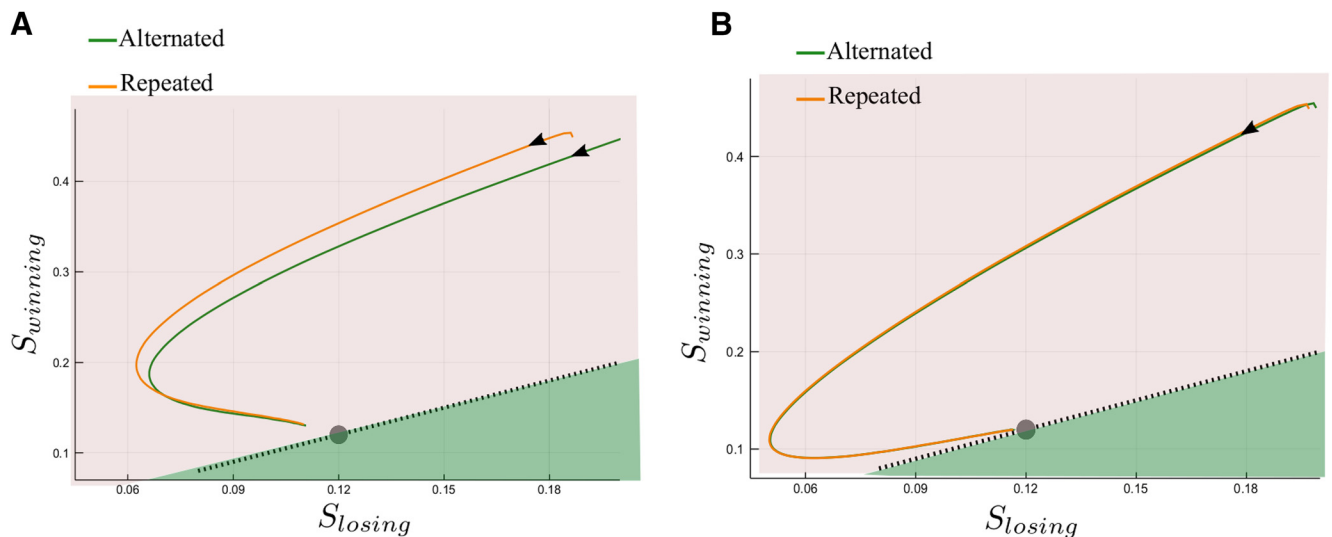 A
Alternated
Repeated
S_winning
0.4
0.3
0.2
0.1
0.06
0.09
0.12
0.15
0.18
S_losing
B
Alternated
Repeated
S_winning
0.4
0.3
0.2
0.1
0.06
0.09
0.12
0.15
0.18
S_losing